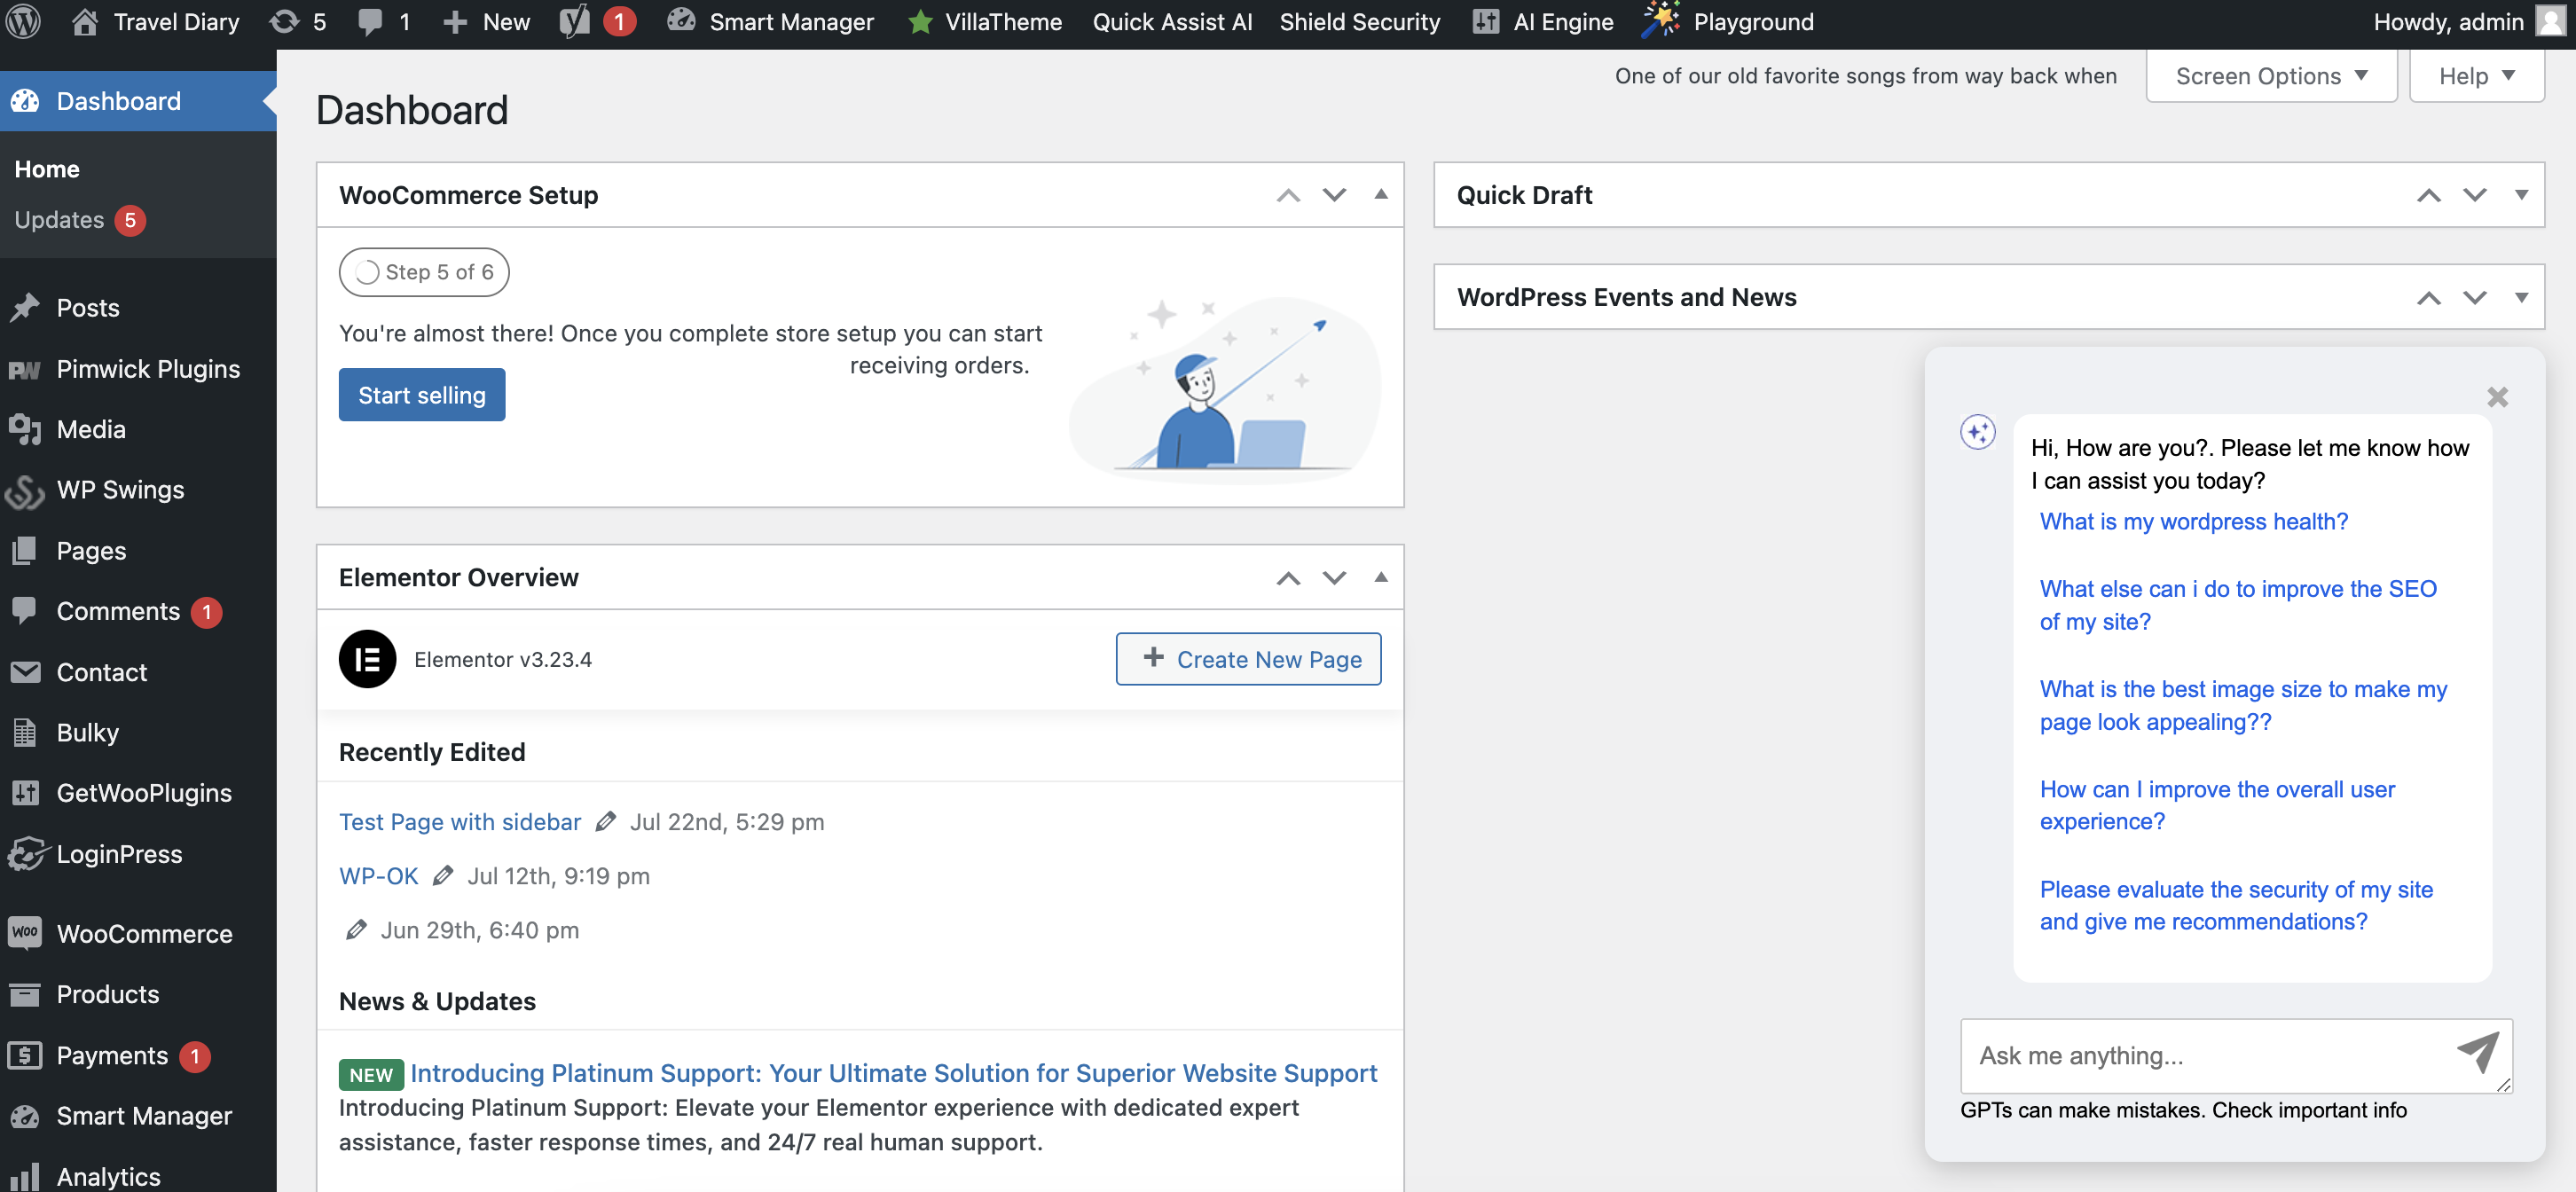 Travel Diary 5 1 New 1 Smart Manager VillaTheme Quick Assist AI Shield Security AI Engine Playground Howdy, admin
One of our old favorite songs from way back when Screen Options Help
Dashboard
Home
Updates 5
Posts
PW Pimwick Plugins
Media
WP Swings
Pages
Comments 1
Contact
Bulky
GetWooPlugins
LoginPress
Woo WooCommerce
Products
Payments 1
Smart Manager
Analytics
Dashboard
WooCommerce Setup
Step 5 of 6
You're almost there! Once you complete store setup you can start
receiving orders.
Start selling
Elementor Overview
Elementor v3.23.4
Create New Page
Recently Edited
Test Page with sidebar Jul 22nd, 5:29 pm
WP-OK Jul 12th, 9:19 pm
Jun 29th, 6:40 pm
News & Updates
NEW Introducing Platinum Support: Your Ultimate Solution for Superior Website Support
Introducing Platinum Support: Elevate your Elementor experience with dedicated expert
assistance, faster response times, and 24/7 real human support.
Quick Draft
WordPress Events and News
Hi, How are you?. Please let me know how
I can assist you today?
What is my wordpress health?
What else can i do to improve the SEO
of my site?
What is the best image size to make my
page look appealing??
How can I improve the overall user
experience?
Please evaluate the security of my site
and give me recommendations?
Ask me anything...
GPTs can make mistakes. Check important info